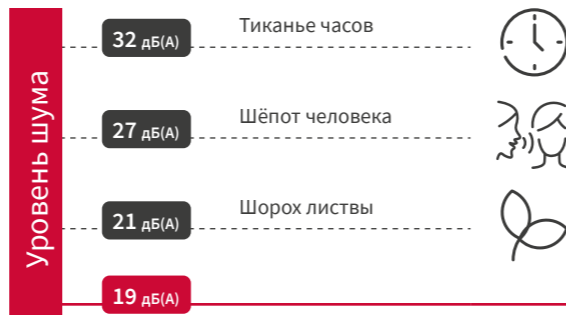 Уровень шума
32 дБ(А)
Тиканье часов
27 дБ(А)
Шёпот человека
21 дБ(А)
Шорох листвы
19 дБ(А)